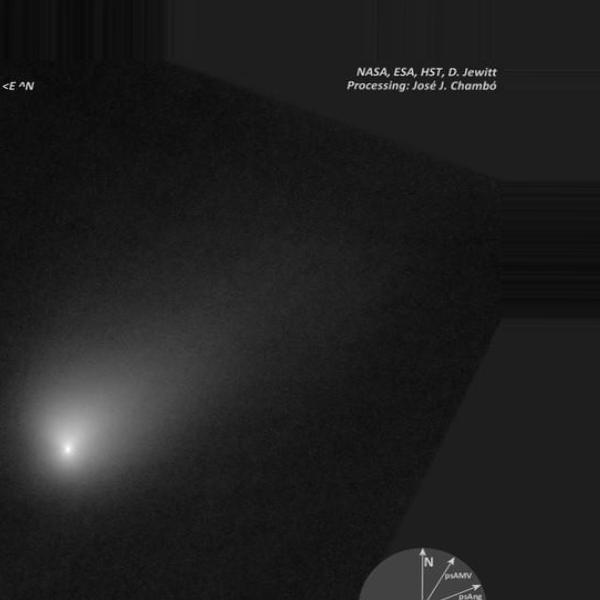 NASA, ESA, HST, D. Jewitt
<E ^N
Processing: José J. Chambó
N
psAMV
psAng